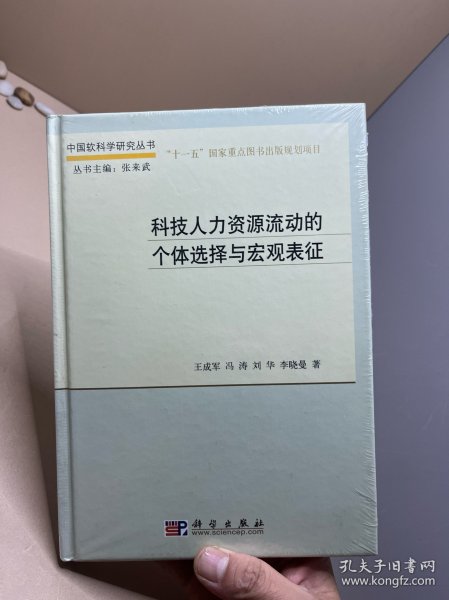 中国软科学研究丛书
丛书主编：张来武
“十一五”国家重点图书出版规划项目
科技人力资源流动的
个体选择与宏观表征
王成军 冯涛 刘华 李晓曼 著
科学出版社
www.sciencep.com
孔夫子旧书网
www.kongfz.com